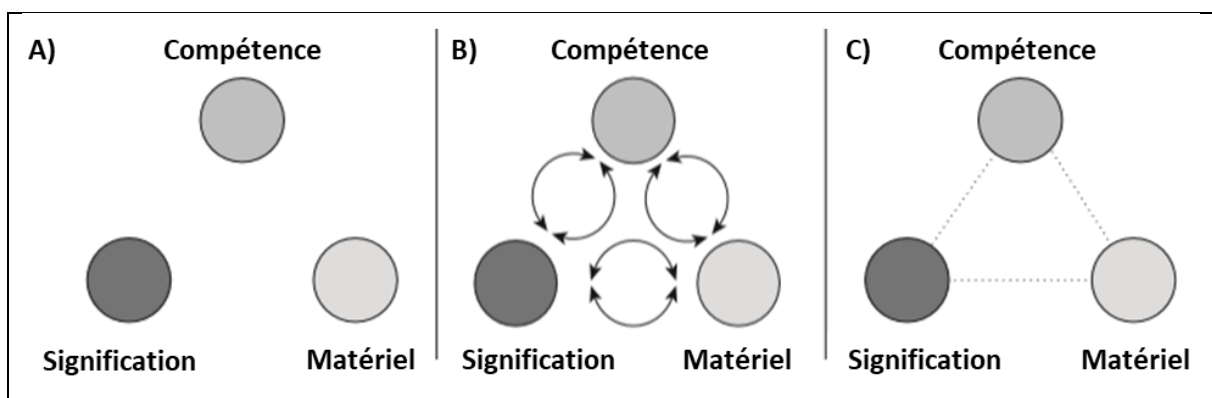 A) Compétence
Signification Matériel
B) Compétence
Signification Matériel
C) Compétence
Signification Matériel